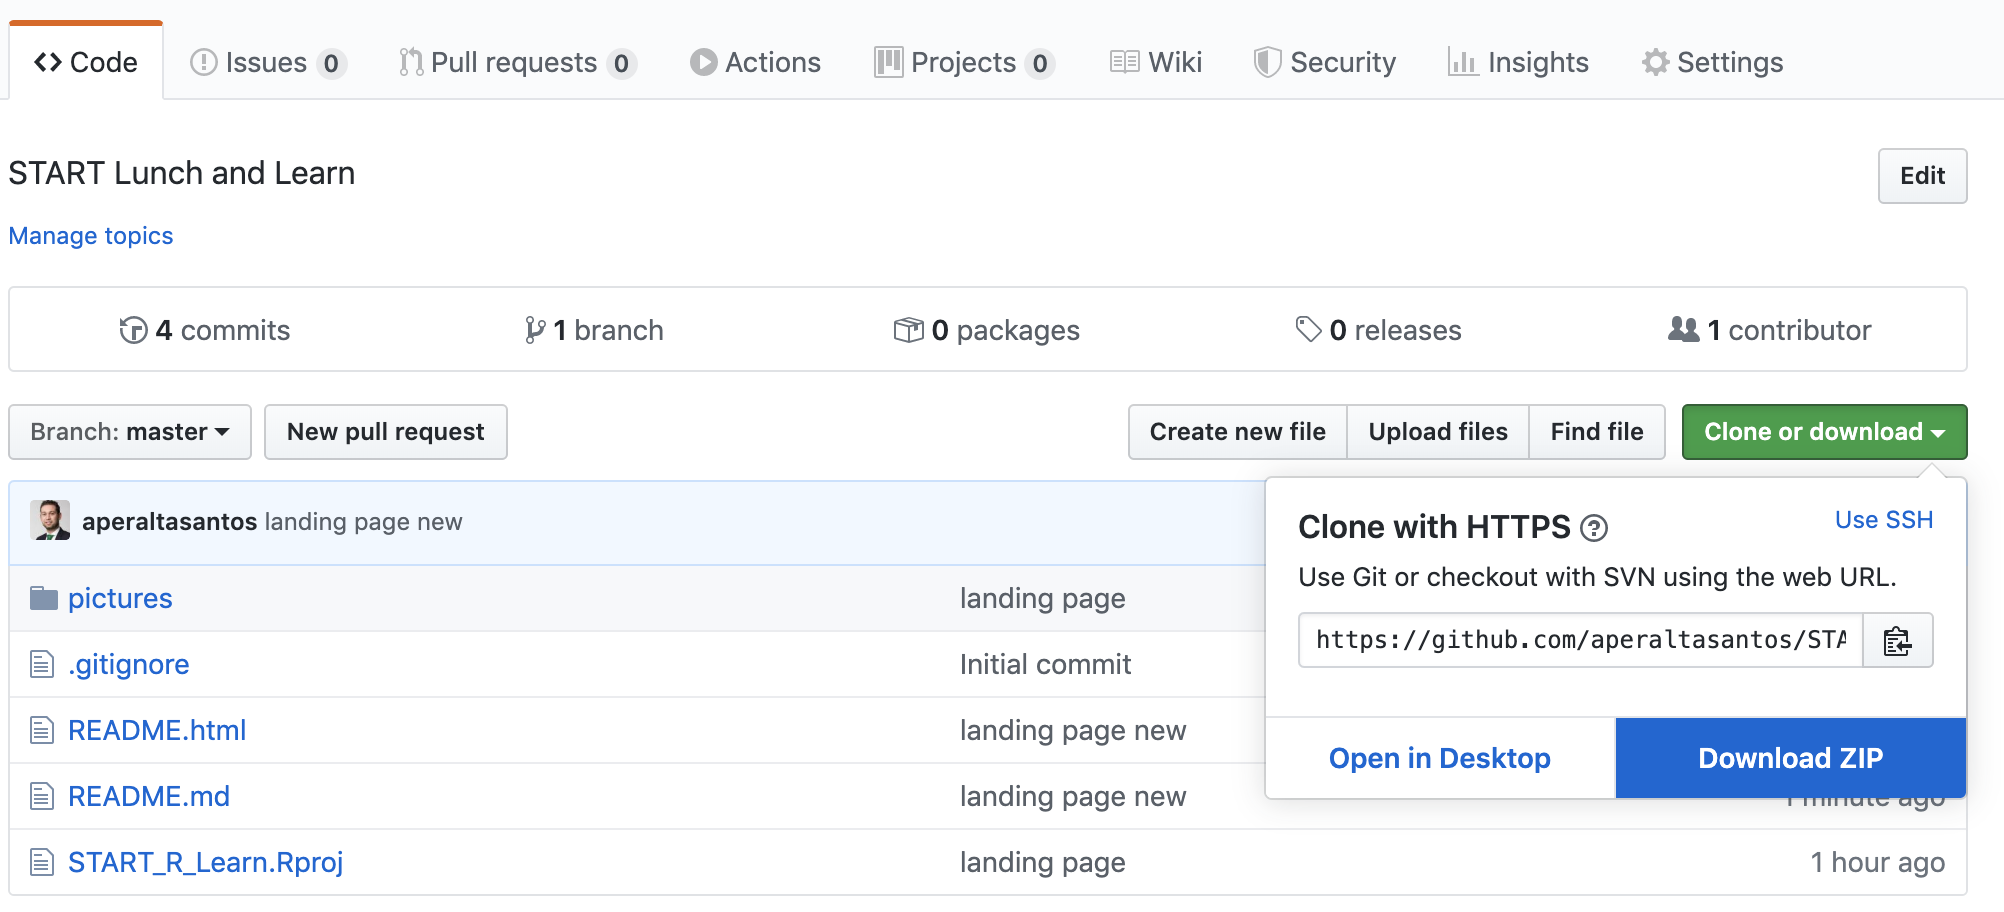 Code Issues 0 Pull requests 0 Actions Projects 0 Wiki Security Insights Settings
START Lunch and Learn
Edit
Manage topics
4 commits 1 branch 0 packages 0 releases 1 contributor
Branch: master New pull request Create new file Upload files Find file Clone or download
aperaltasantos landing page new
Clone with HTTPS ? Use SSH
Use Git or checkout with SVN using the web URL.
https://github.com/aperaltasantos/STA
Open in Desktop Download ZIP
pictures landing page
.gitignore Initial commit
README.html landing page new
README.md landing page new 1 minute ago
START_R_Learn.Rproj landing page 1 hour ago